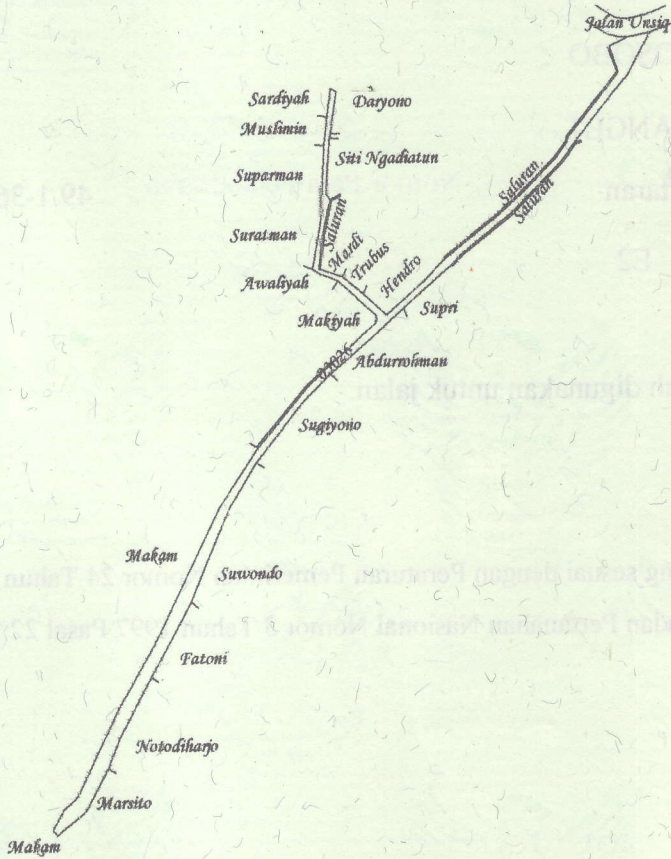 Jalan Unsiq
Sardiyah
Daryono
Muslimin
Siti Ngadiatun
Suparman
Saluran
Saluran
Saluran
Suratman
Mardi
Trubus
Hendro
Awaliyah
Makiyah
Supri
02026
Abdurrohman
Sugiyono
Makam
Suwondo
Fatoni
Notodiharjo
Marsito
Makam